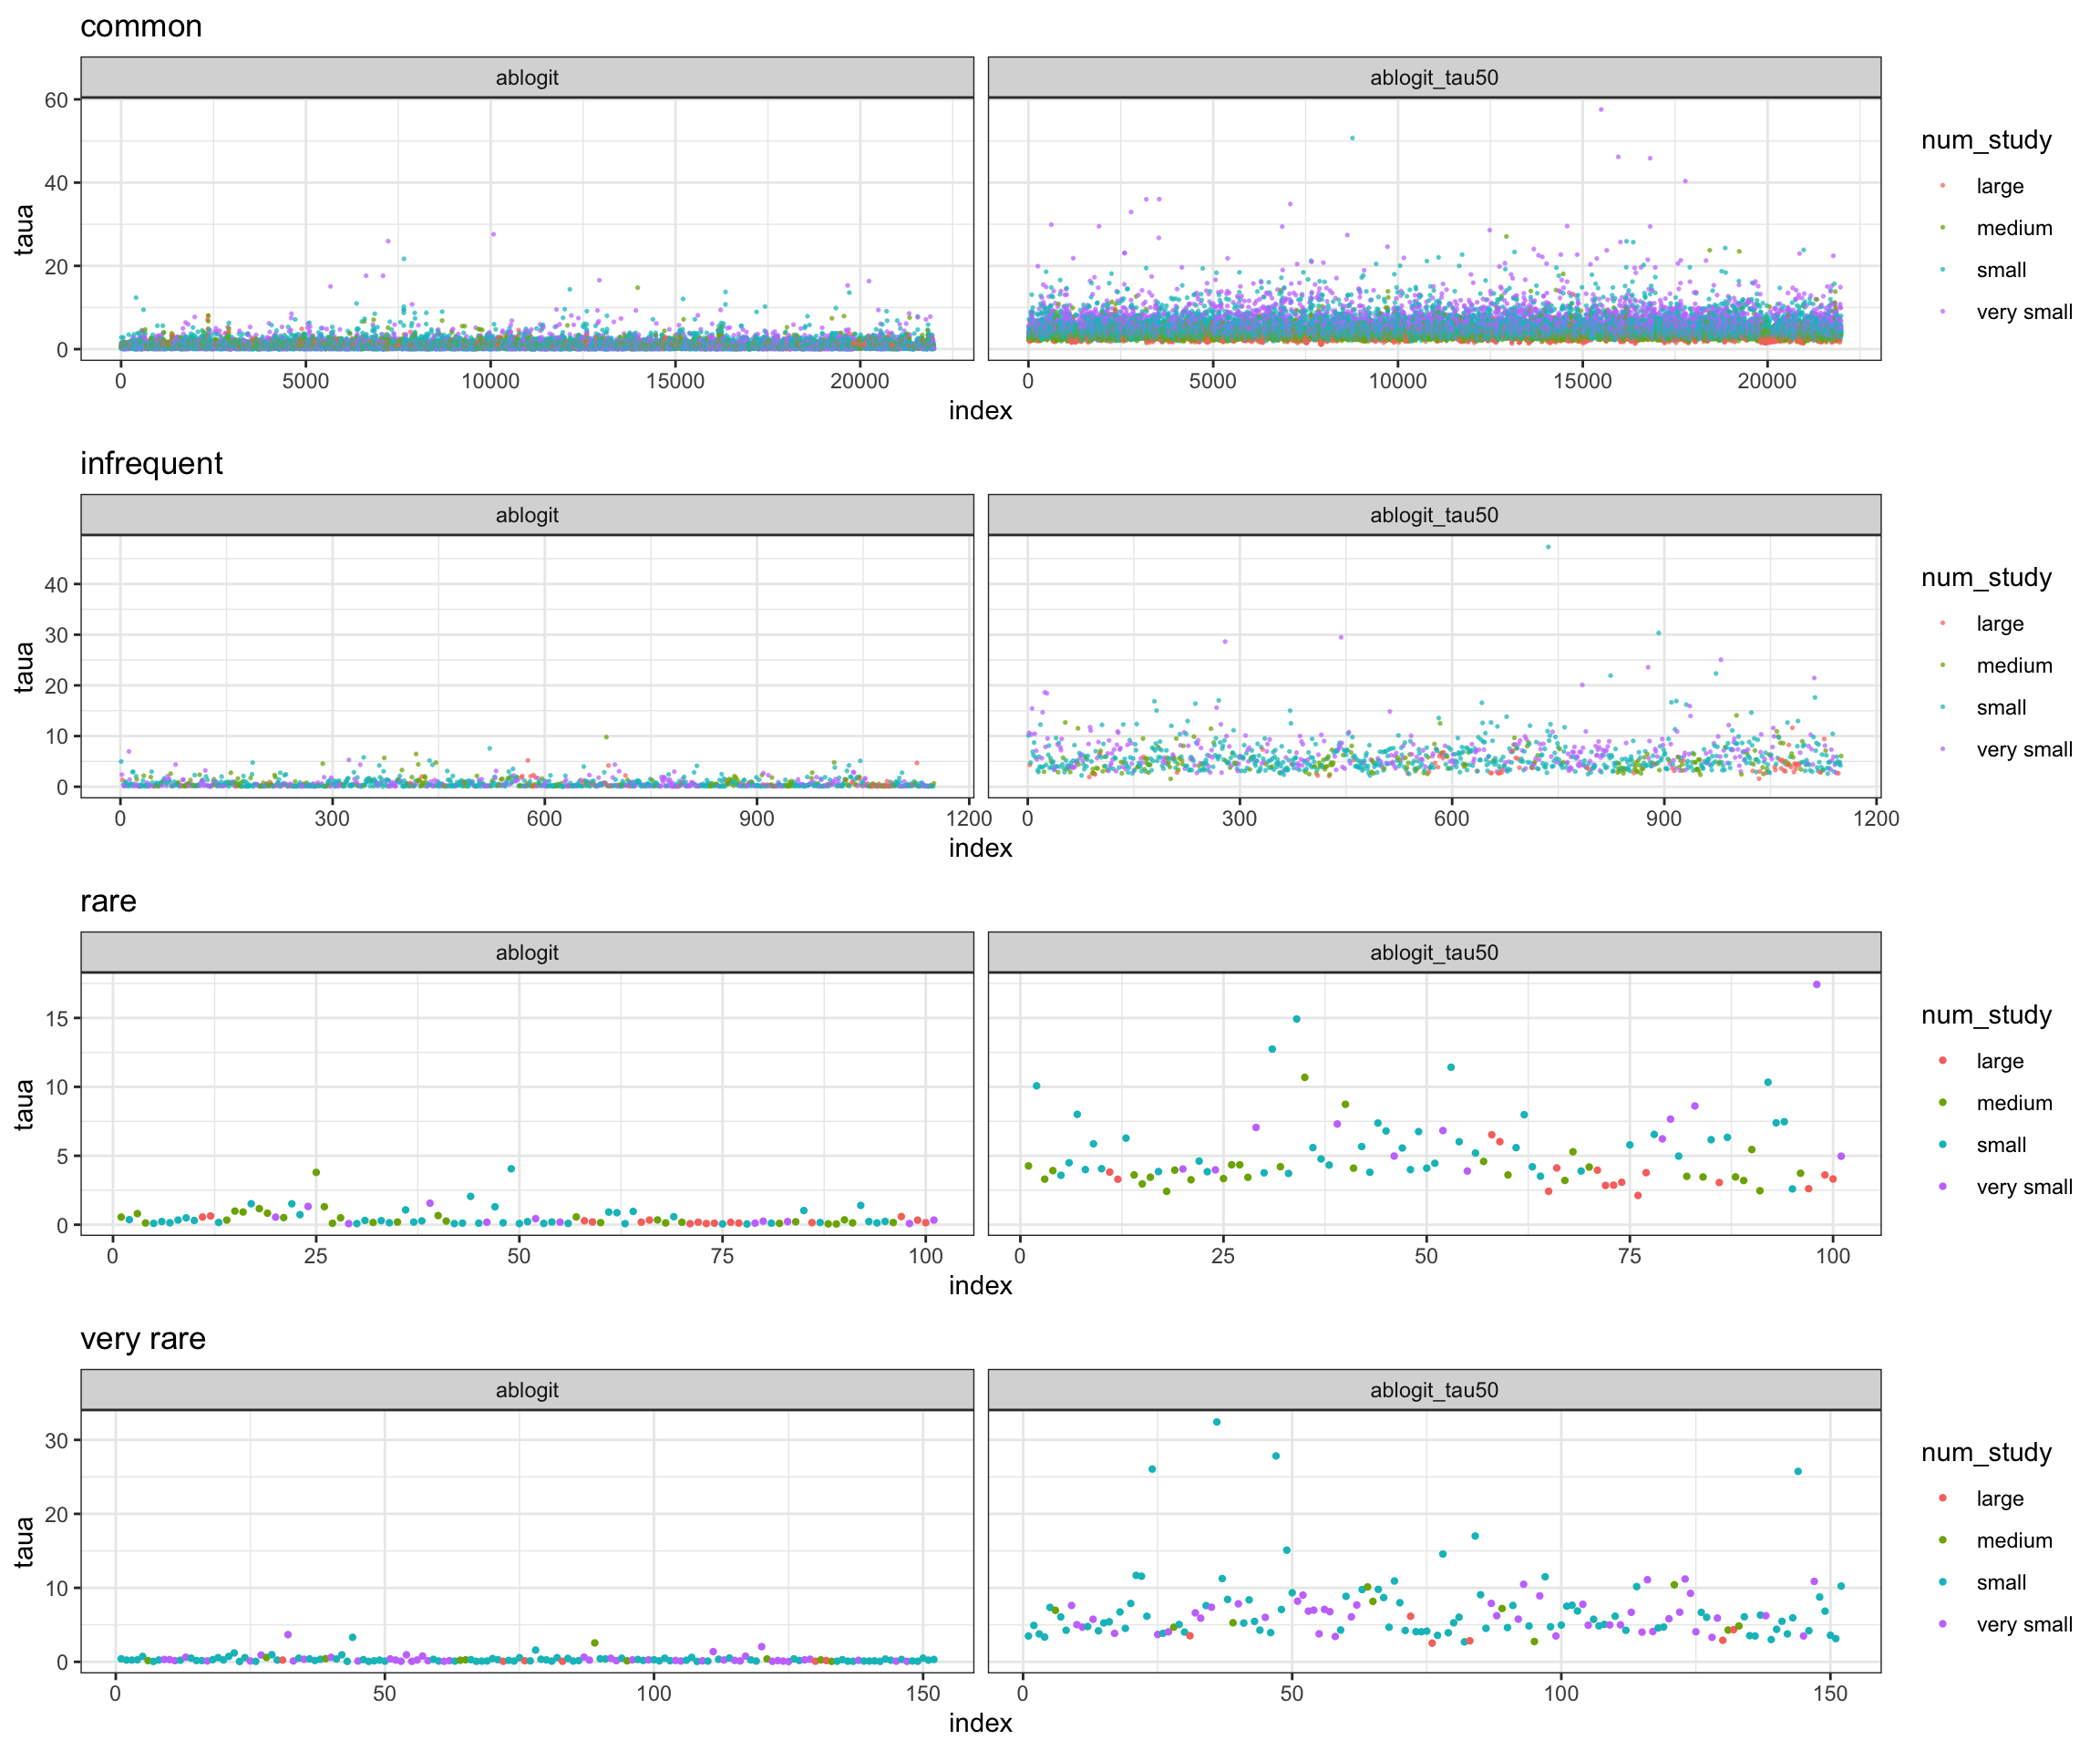 common
ablogit ablogit_tau50
60
40
20
0
taua
0 5000 10000 15000 20000 0 5000 10000 15000 20000
index
num_study
large
medium
small
very small
infrequent
ablogit ablogit_tau50
40
30
20
10
0
taua
0 300 600 900 1200 0 300 600 900 1200
index
num_study
large
medium
small
very small
rare
ablogit ablogit_tau50
15
10
5
0
taua
0 25 50 75 100 0 25 50 75 100
index
num_study
large
medium
small
very small
very rare
ablogit ablogit_tau50
30
20
10
0
taua
0 50 100 150 0 50 100 150
index
num_study
large
medium
small
very small